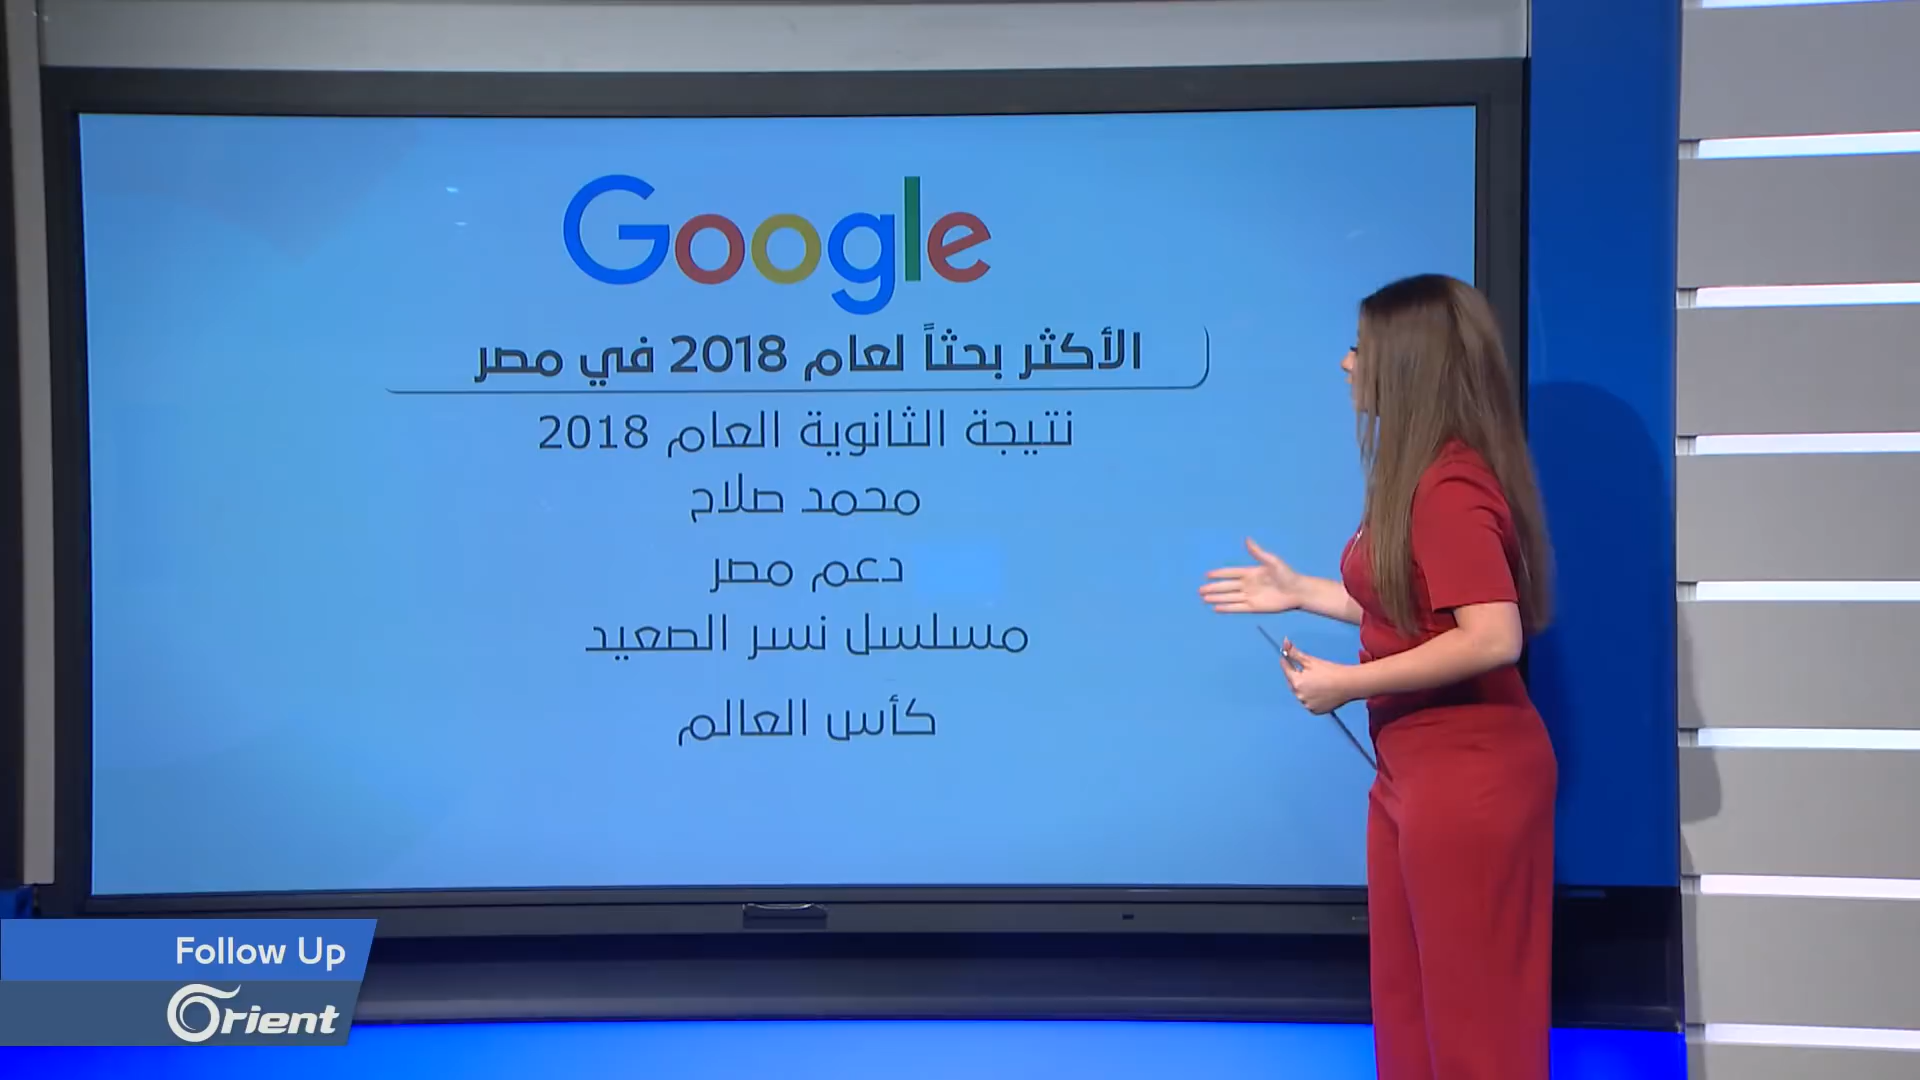 Google
الأكثر بحثاً لعام 2018 في مصر
نتيجة الثانوية العام 2018
محمد صلاح
دعم مصر
مسلسل نسر الصعيد
كأس العالم
Follow Up
Orient